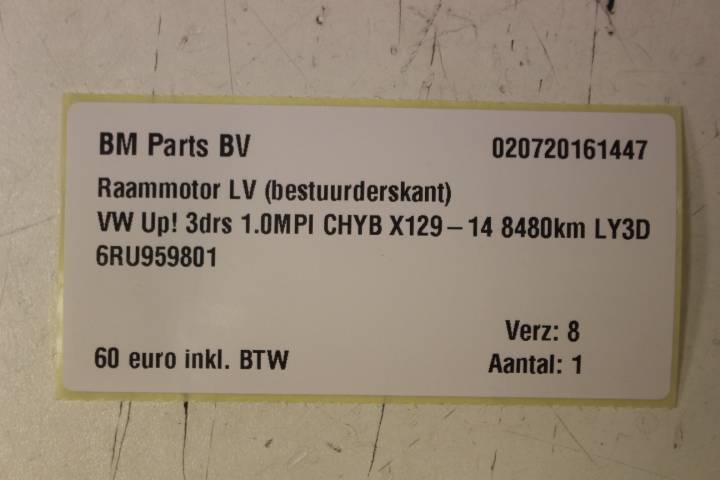 BM Parts BV 020720161447
Raammotor LV (bestuurderskant)
VW Up! 3drs 1.0MPI CHYB X129 – 14 8480km LY3D
6RU959801
Verz: 8
60 euro inkl. BTW Aantal: 1